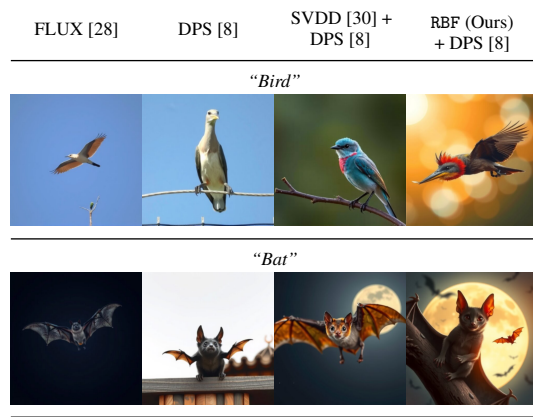 FLUX [28]
DPS [8]
SVDD [30] +
DPS [8]
RBF (Ours)
+ DPS [8]
“Bird”
“Bat”